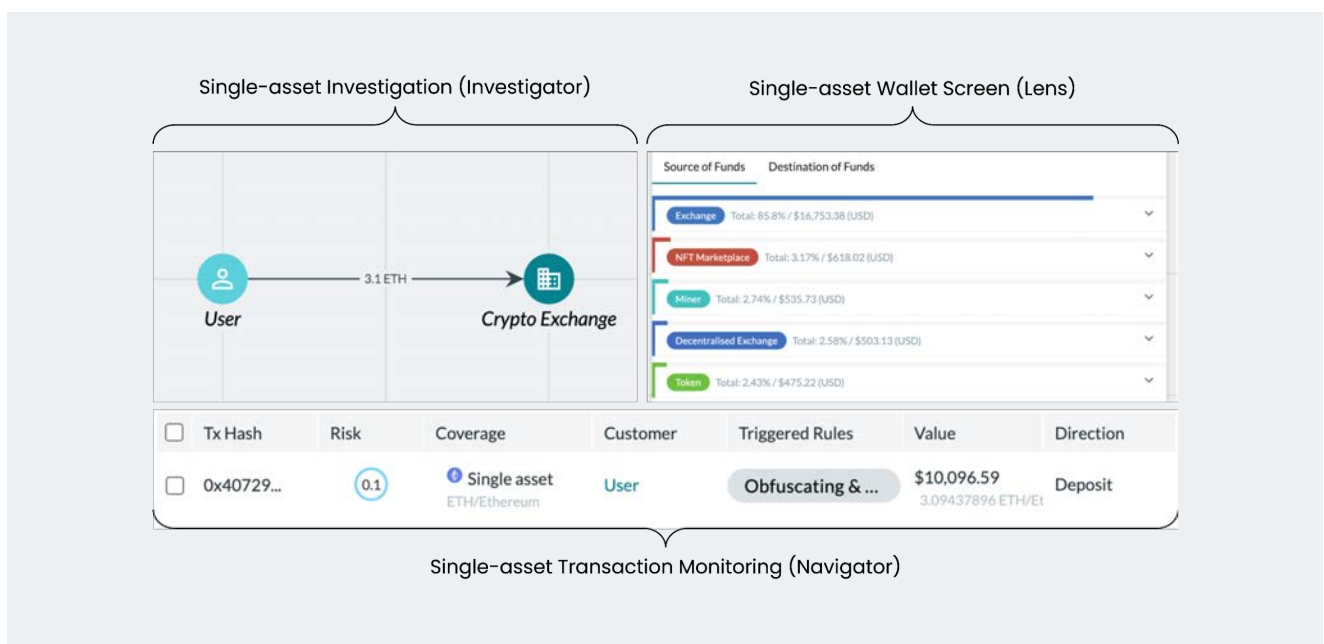 Single-asset Investigation (Investigator)
Single-asset Wallet Screen (Lens)
3.1 ETH
User
Crypto Exchange
Source of Funds Destination of Funds
Exchange Total: 85.8% / $16,753.38 (USD)
NFT Marketplace Total: 3.17% / $618.02 (USD)
Miner Total: 2.74% / $535.73 (USD)
Decentralised Exchange Total: 2.58% / $503.13 (USD)
Token Total: 2.43% / $475.22 (USD)
Tx Hash Risk Coverage Customer Triggered Rules Value Direction
0x40729... 0.1 Single asset User Obfuscating & ... $10,096.59 Deposit
ETH/Ethereum 3.09437896 ETH/Et
Single-asset Transaction Monitoring (Navigator)